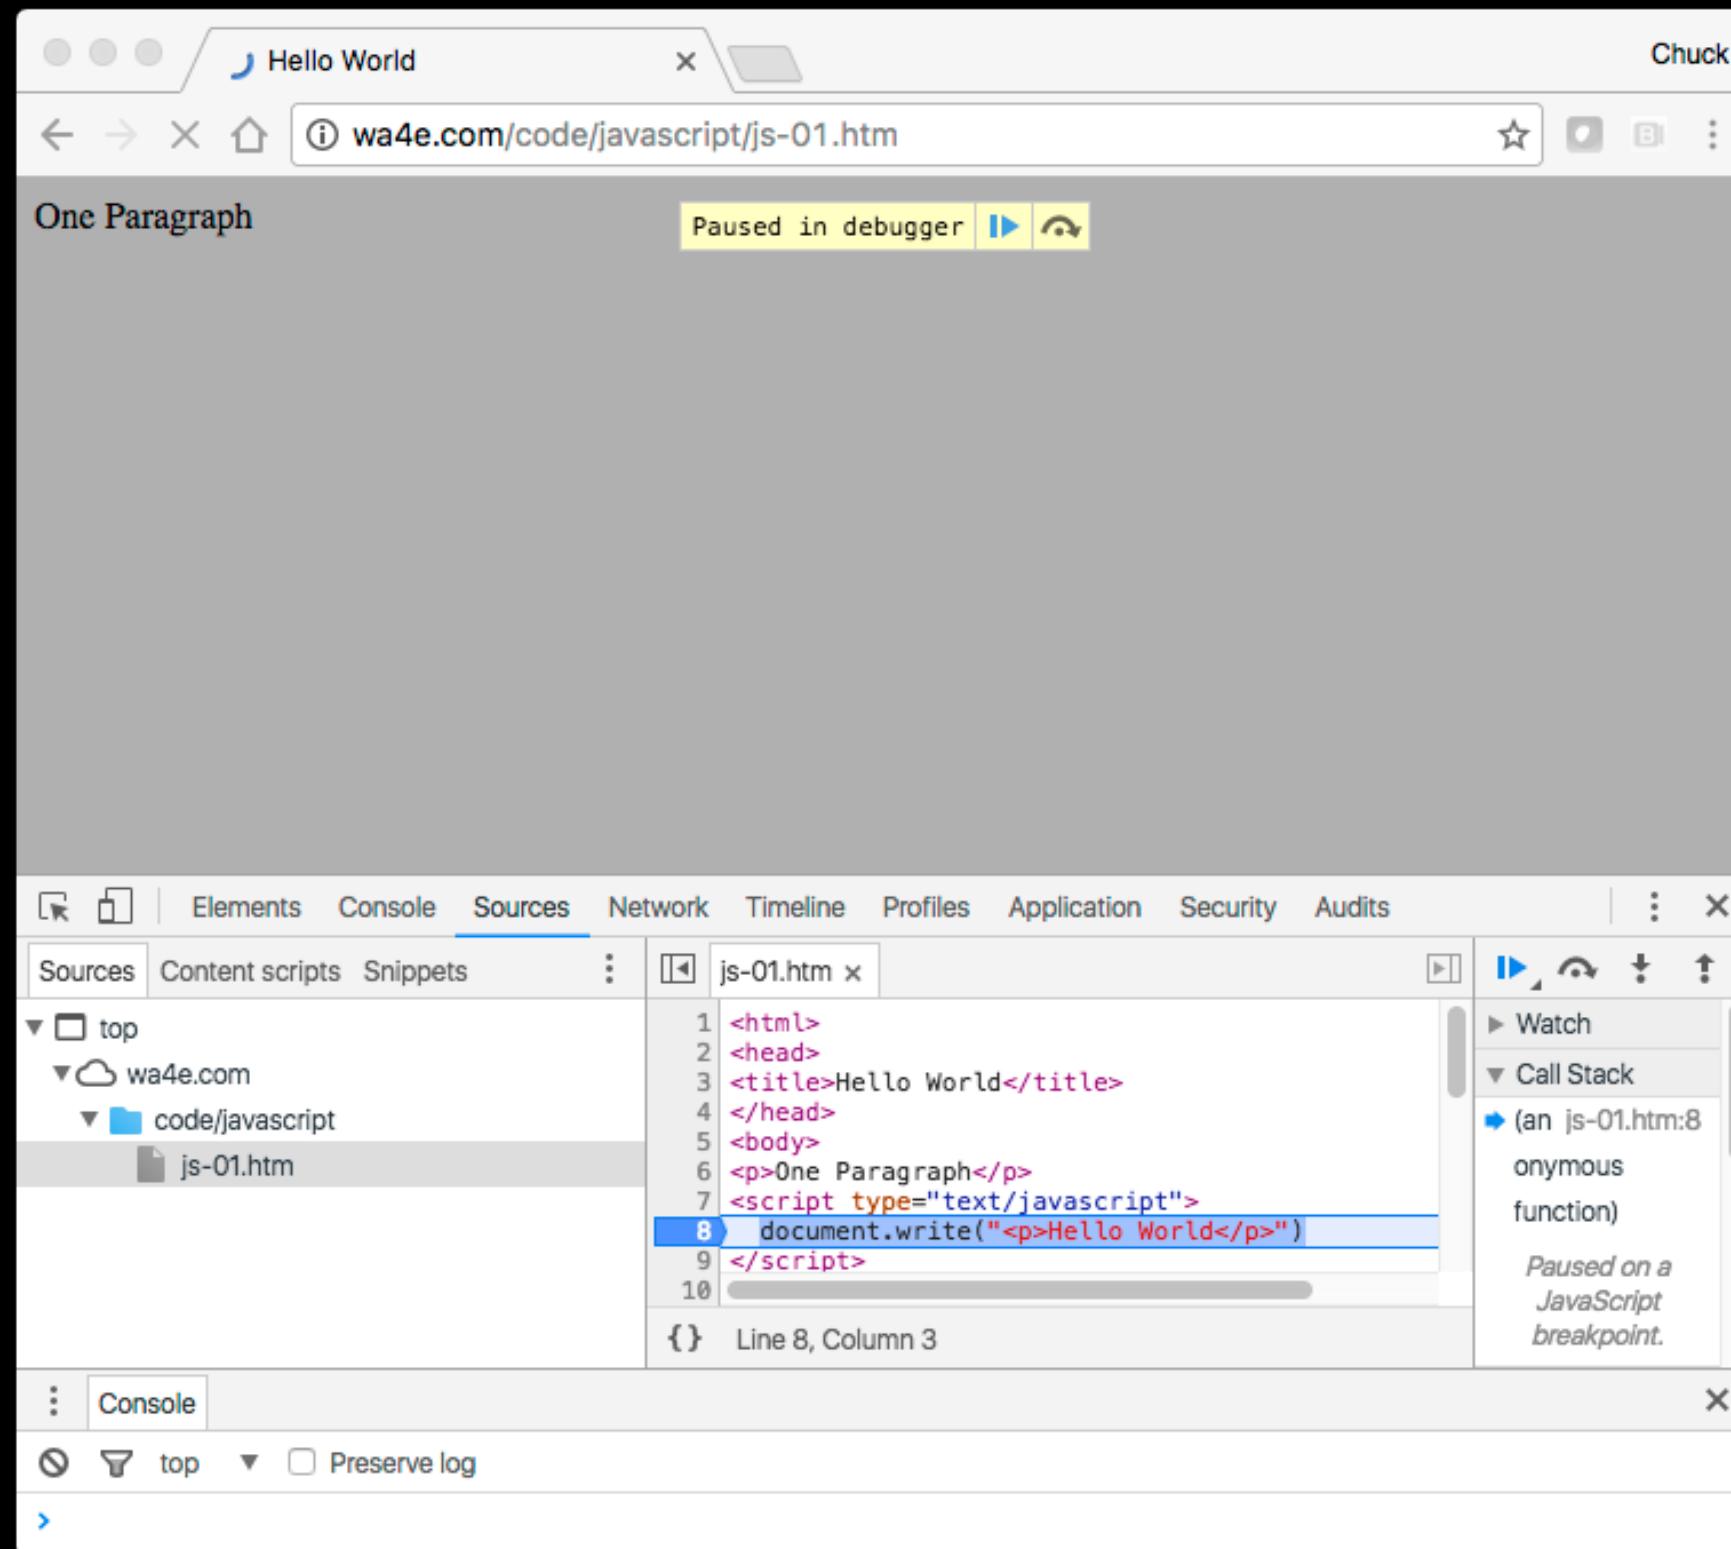 Hello World
Chuck
wa4e.com/code/javascript/js-01.htm
One Paragraph
Paused in debugger
Elements Console Sources Network Timeline Profiles Application Security Audits
Sources Content scripts Snippets
top
wa4e.com
code/javascript
js-01.htm
js-01.htm
1 <html>
2 <head>
3 <title>Hello World</title>
4 </head>
5 <body>
6 <p>One Paragraph</p>
7 <script type="text/javascript">
8 document.write("<p>Hello World</p>")
9 </script>
10
{} Line 8, Column 3
Watch
Call Stack
(an js-01.htm:8
onymous
function)
Paused on a
JavaScript
breakpoint.
Console
top Preserve log